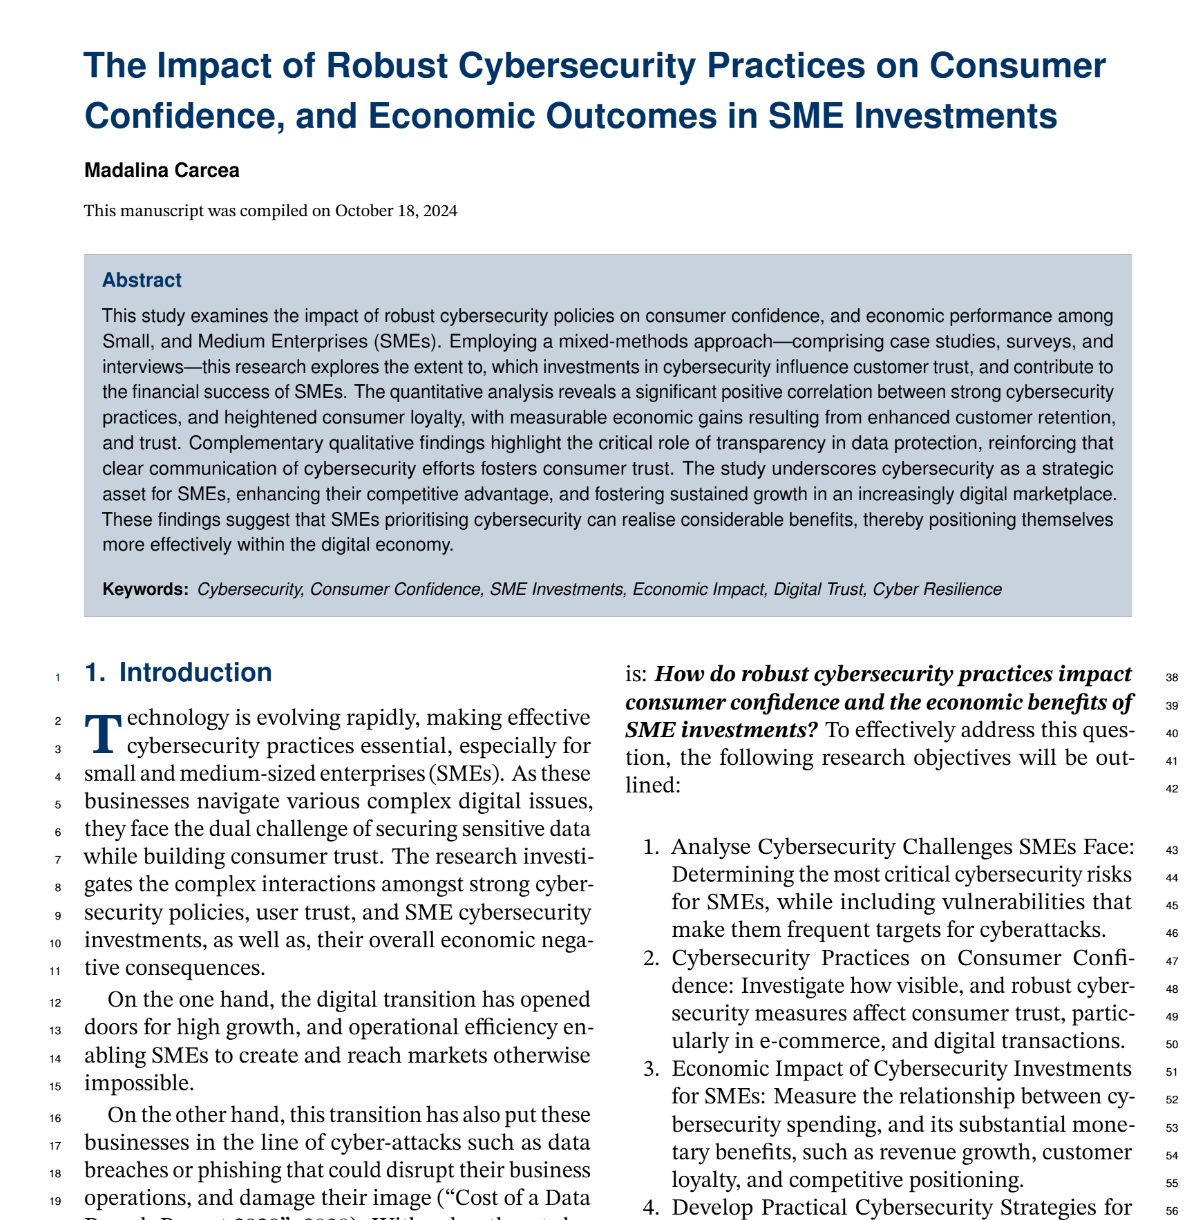 The Impact of Robust Cybersecurity Practices on Consumer
Confidence, and Economic Outcomes in SME Investments
Madalina Carcea
This manuscript was compiled on October 18, 2024
Abstract
This study examines the impact of robust cybersecurity policies on consumer confidence, and economic performance among
Small, and Medium Enterprises (SMEs). Employing a mixed-methods approach—comprising case studies, surveys, and
interviews—this research explores the extent to, which investments in cybersecurity influence customer trust, and contribute to
the financial success of SMEs. The quantitative analysis reveals a significant positive correlation between strong cybersecurity
practices, and heightened consumer loyalty, with measurable economic gains resulting from enhanced customer retention,
and trust. Complementary qualitative findings highlight the critical role of transparency in data protection, reinforcing that
clear communication of cybersecurity efforts fosters consumer trust. The study underscores cybersecurity as a strategic
asset for SMEs, enhancing their competitive advantage, and fostering sustained growth in an increasingly digital marketplace.
These findings suggest that SMEs prioritising cybersecurity can realise considerable benefits, thereby positioning themselves
more effectively within the digital economy.
Keywords: Cybersecurity, Consumer Confidence, SME Investments, Economic Impact, Digital Trust, Cyber Resilience
1 1. Introduction
2 Technology is evolving rapidly, making effective
3 cybersecurity practices essential, especially for
4 small and medium-sized enterprises (SMEs). As these
5 businesses navigate various complex digital issues,
6 they face the dual challenge of securing sensitive data
7 while building consumer trust. The research investi-
8 gates the complex interactions amongst strong cyber-
9 security policies, user trust, and SME cybersecurity
10 investments, as well as, their overall economic nega-
11 tive consequences.
12 On the one hand, the digital transition has opened
13 doors for high growth, and operational efficiency en-
14 abling SMEs to create and reach markets otherwise
15 impossible.
16 On the other hand, this transition has also put these
17 businesses in the line of cyber-attacks such as data
18 breaches or phishing that could disrupt their business
19 operations, and damage their image (“Cost of a Data
is: How do robust cybersecurity practices impact 38
consumer confidence and the economic benefits of 39
SME investments? To effectively address this ques- 40
tion, the following research objectives will be out- 41
lined: 42
1. Analyse Cybersecurity Challenges SMEs Face: 43
Determining the most critical cybersecurity risks 44
for SMEs, while including vulnerabilities that 45
make them frequent targets for cyberattacks. 46
2. Cybersecurity Practices on Consumer Confi- 47
dence: Investigate how visible, and robust cyber- 48
security measures affect consumer trust, partic- 49
ularly in e-commerce, and digital transactions. 50
3. Economic Impact of Cybersecurity Investments 51
for SMEs: Measure the relationship between cy- 52
bersecurity spending, and its substantial mone- 53
tary benefits, such as revenue growth, customer 54
loyalty, and competitive positioning. 55
4. Develop Practical Cybersecurity Strategies for 56